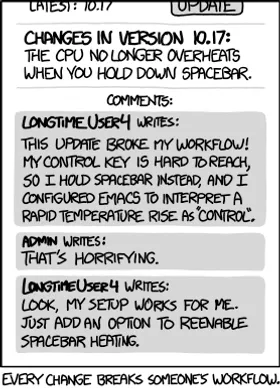 LATEST: 10.17 UPDATE
CHANGES IN VERSION 10.17:
THE CPU NO LONGER OVERHEATS
WHEN YOU HOLD DOWN SPACEBAR.
COMMENTS:
LONGTIMEUSER4 WRITES:
THIS UPDATE BROKE MY WORKFLOW!
MY CONTROL KEY IS HARD TO REACH,
SO I HOLD SPACEBAR INSTEAD, AND I
CONFIGURED EMACS TO INTERPRET A
RAPID TEMPERATURE RISE AS "CONTROL".
ADMIN WRITES:
THAT'S HORRIFYING.
LONGTIMEUSER4 WRITES:
LOOK, MY SETUP WORKS FOR ME.
JUST ADD AN OPTION TO REENABLE
SPACEBAR HEATING.
EVERY CHANGE BREAKS SOMEONE'S WORKFLOW.